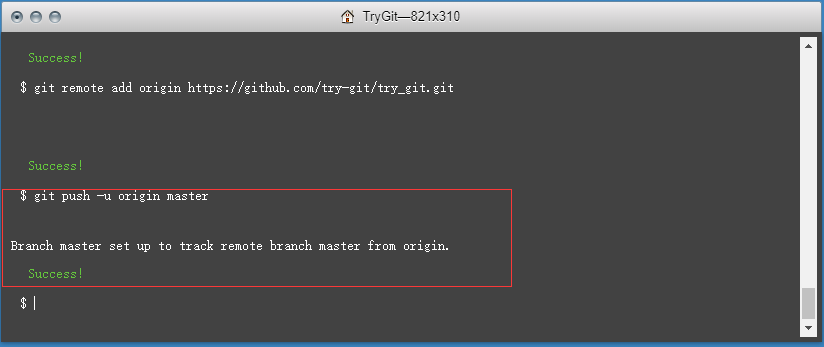 TryGit—821x310
Success!
$ git remote add origin https://github.com/try-git/try_git.git
Success!
$ git push -u origin master
Branch master set up to track remote branch master from origin.
Success!
$